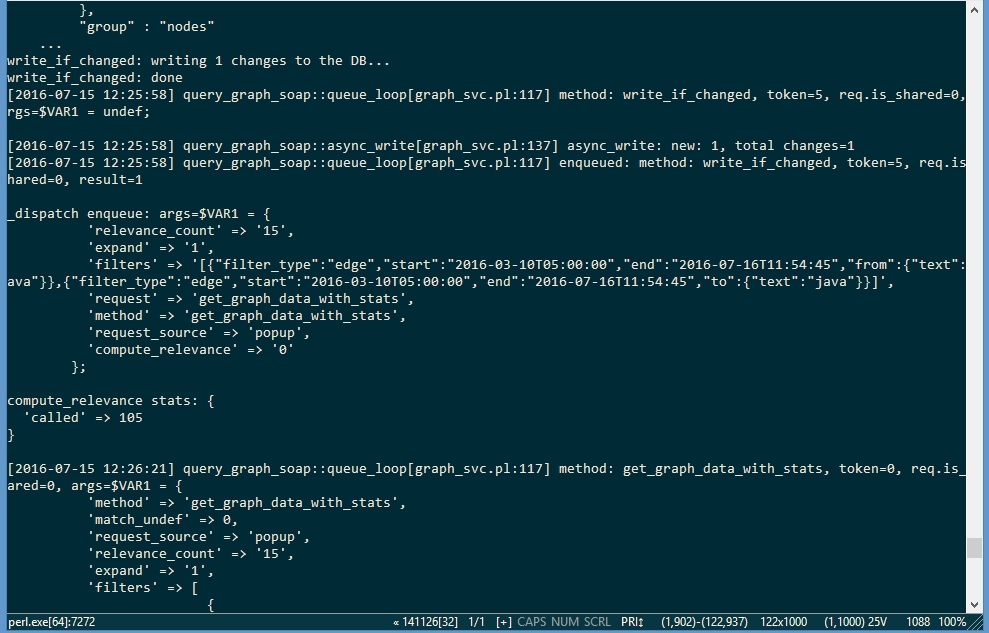 },
"group" : "nodes"
...
write_if_changed: writing 1 changes to the DB...
write_if_changed: done
[2016-07-15 12:25:58] query_graph_soap::queue_loop[graph_svc.pl:117] method: write_if_changed, token=5, req.is_shared=0,
rgs=$VAR1 = undef;
[2016-07-15 12:25:58] query_graph_soap::async_write[graph_svc.pl:137] async_write: new: 1, total changes=1
[2016-07-15 12:25:58] query_graph_soap::queue_loop[graph_svc.pl:117] enqueued: method: write_if_changed, token=5, req.is
hared=0, result=1
_dispatch enqueue: args=$VAR1 = {
'relevance_count' => '15',
'expand' => '1',
'filters' => '[{"filter_type":"edge","start":"2016-03-10T05:00:00","end":"2016-07-16T11:54:45","from":{"text":
ava"}},{"filter_type":"edge","start":"2016-03-10T05:00:00","end":"2016-07-16T11:54:45","to":{"text":"java"}}]',
'request' => 'get_graph_data_with_stats',
'method' => 'get_graph_data_with_stats',
'request_source' => 'popup',
'compute_relevance' => '0'
};
compute_relevance stats: {
'called' => 105
}
[2016-07-15 12:26:21] query_graph_soap::queue_loop[graph_svc.pl:117] method: get_graph_data_with_stats, token=0, req.is_
ared=0, args=$VAR1 = {
'method' => 'get_graph_data_with_stats',
'match_undef' => 0,
'request_source' => 'popup',
'relevance_count' => '15',
'expand' => '1',
'filters' => [
{
perl.exe[64]:7272 « 141126[32] 1/1 [+] CAPS NUM SCRL PRI↕ (1,902)-(122,937) 122x1000 (1,1000) 25V 1088 100%